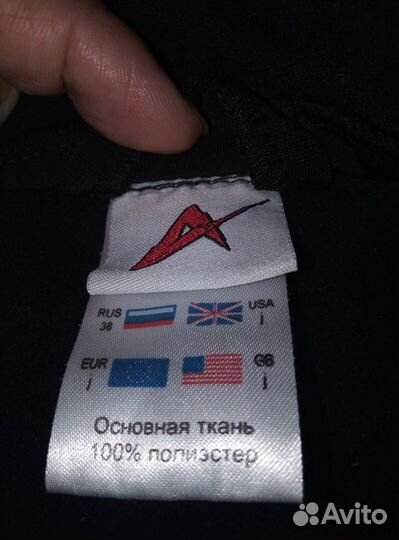 RUS USA
38 j
EUR GB
j j
Основная ткань
100% полиэстер
Avito